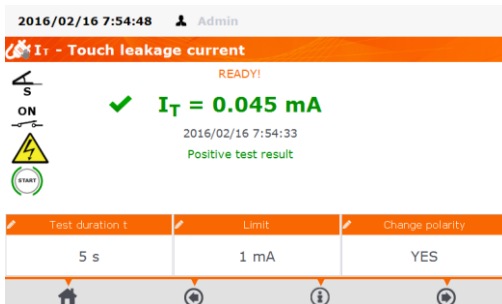 2016/02/16 7:54:48 Admin
IT - Touch leakage current
READY!
S
ON
IT = 0.045 mA
2016/02/16 7:54:33
Positive test result
START
Test duration t Limit Change polarity
5 s 1 mA YES